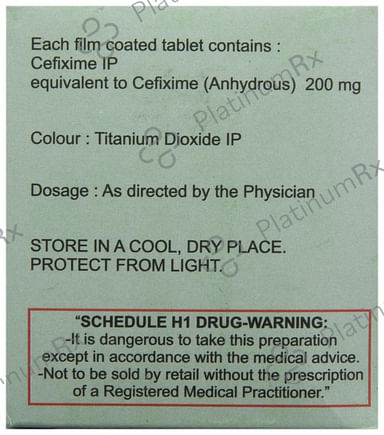 Each film coated tablet contains :
Cefixime IP
equivalent to Cefixime (Anhydrous) 200 mg
Colour : Titanium Dioxide IP
Dosage : As directed by the Physician
STORE IN A COOL, DRY PLACE.
PROTECT FROM LIGHT.
"SCHEDULE H1 DRUG-WARNING:
-It is dangerous to take this preparation
except in accordance with the medical advice.
-Not to be sold by retail without the prescription
of a Registered Medical Practitioner."
PlatinumRx
PlatinumRx
PlatinumRx